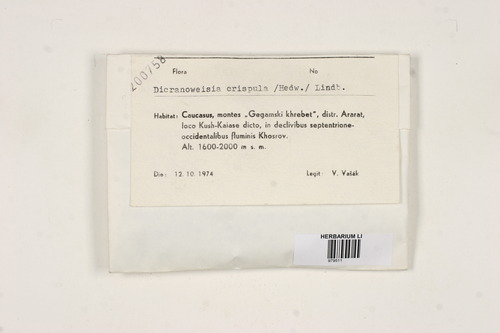 200758
Flora No
Dicranoweisia crispula /Hedw./ Lindb.
Habitat: Caucasus, montes „Gegamski khrebet", distr. Ararat,
loco Kush-Kaiase dicto, in declivibus septentrione-
occidentalibus fluminis Khosrov.
Alt. 1600-2000 m s. m.
Die: 12. 10. 1974 Legit: V. Vašák
HERBARIUM LI